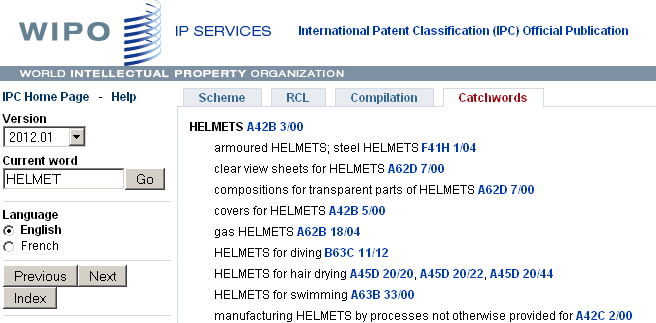 WIPO
IP SERVICES
International Patent Classification (IPC) Official Publication
WORLD INTELLECTUAL PROPERTY ORGANIZATION
IPC Home Page - Help
Version
2012.01
Current word
HELMET Go
Language
English
French
Previous Next
Index
Scheme RCL Compilation Catchwords
HELMETS A42B 3/00
armoured HELMETS; steel HELMETS F41H 1/04
clear view sheets for HELMETS A62D 7/00
compositions for transparent parts of HELMETS A62D 7/00
covers for HELMETS A42B 5/00
gas HELMETS A62B 18/04
HELMETS for diving B63C 11/12
HELMETS for hair drying A45D 20/20, A45D 20/22, A45D 20/44
HELMETS for swimming A63B 33/00
manufacturing HELMETS by processes not otherwise provided for A42C 2/00